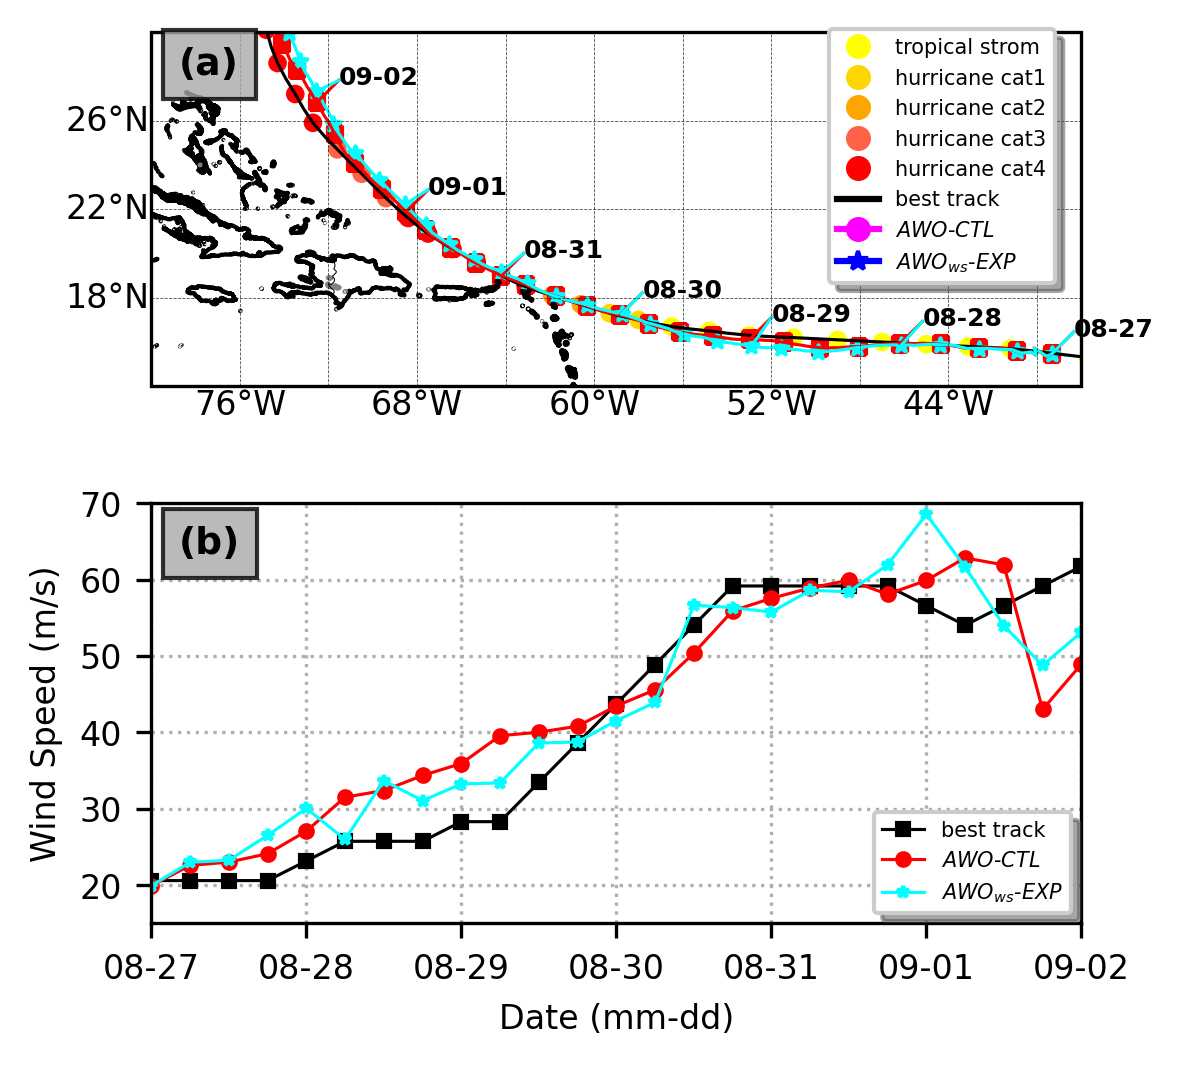 (a)
tropical strom
hurricane cat1
hurricane cat2
hurricane cat3
hurricane cat4
best track
AWO-CTL
AWOws-EXP
09-02
09-01
08-31
08-30
08-29
08-28
08-27
26°N
22°N
18°N
76°W 68°W 60°W 52°W 44°W
(b)
70
60
50
40
30
20
Wind Speed (m/s)
best track
AWO-CTL
AWOws-EXP
08-27 08-28 08-29 08-30 08-31 09-01 09-02
Date (mm-dd)